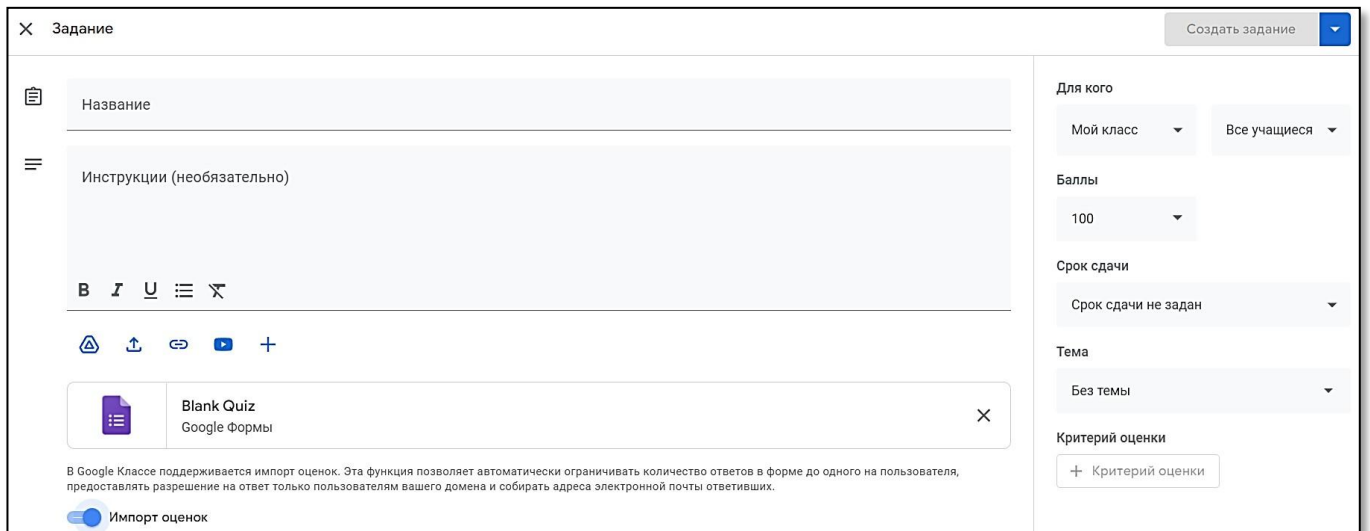 Задание
Создать задание
Название
Инструкции (необязательно)
B I U
Blank Quiz
Google Формы
В Google Классе поддерживается импорт оценок. Эта функция позволяет автоматически ограничивать количество ответов в форме до одного на пользователя,
предоставлять разрешение на ответ только пользователям вашего домена и собирать адреса электронной почты ответивших.
Импорт оценок
Для кого
Мой класс
Все учащиеся
Баллы
100
Срок сдачи
Срок сдачи не задан
Тема
Без темы
Критерий оценки
+ Критерий оценки